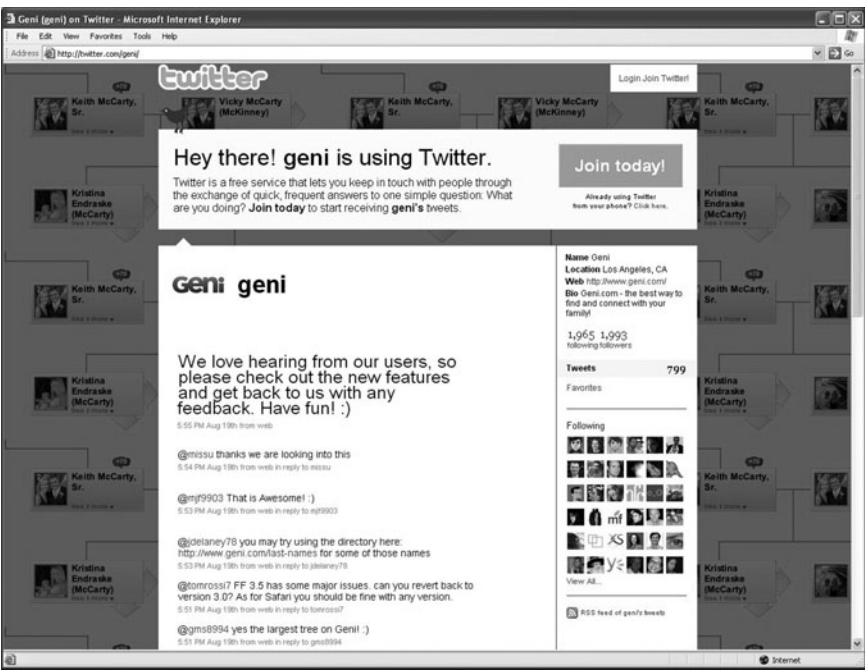 Geni (geni) on Twitter - Microsoft Internet Explorer
File Edit View Favorites Tools Help
Address http://twitter.com/geni/ Go
twitter
Login Join Twitter!
Keith McCarty, Sr.
Vicky McCarty (McKinney)
Keith McCarty, Sr.
Vicky McCarty (McKinney)
Keith McCarty, Sr.
Hey there! geni is using Twitter.
Twitter is a free service that lets you keep in touch with people through
the exchange of quick, frequent answers to one simple question: What
are you doing? Join today to start receiving geni's tweets.
Join today!
Already using Twitter
from your phone? Click here.
Kristina
Endraske
(McCarty)
Kristina
Endraske
(McCarty)
Keith McCarty,
Sr.
Keith McCarty,
Sr.
Kristina
Endraske
(McCarty)
Kristina
Endraske
(McCarty)
Keith McCarty,
Sr.
Keith McCarty,
Sr.
Kristina
Endraske
(McCarty)
Kristina
Endraske
(McCarty)
Geni geni
We love hearing from our users, so
please check out the new features
and get back to us with any
feedback. Have fun! :)
5:55 PM Aug 19th from web
@missu thanks we are looking into this
5:54 PM Aug 19th from web in reply to missu
@mjf9903 That is Awesome! :)
5:53 PM Aug 19th from web in reply to mjf9903
@jdelaney78 you may try using the directory here:
http://www.geni.com/last-names for some of those names
5:53 PM Aug 19th from web in reply to jdelaney78
@tomrossi7 FF 3.5 has some major issues. can you revert back to
version 3.0? As for Safari you should be fine with any version.
5:51 PM Aug 19th from web in reply to tomrossi7
@gms8994 yes the largest tree on Geni! :)
5:51 PM Aug 19th from web in reply to gms8994
Name Geni
Location Los Angeles, CA
Web http://www.geni.com/
Bio Geni.com - the best way to
find and connect with your
family!
1,965 1,993
following followers
Tweets 799
Favorites
Following
mf
XS
View All...
RSS feed of geni's tweets
Internet